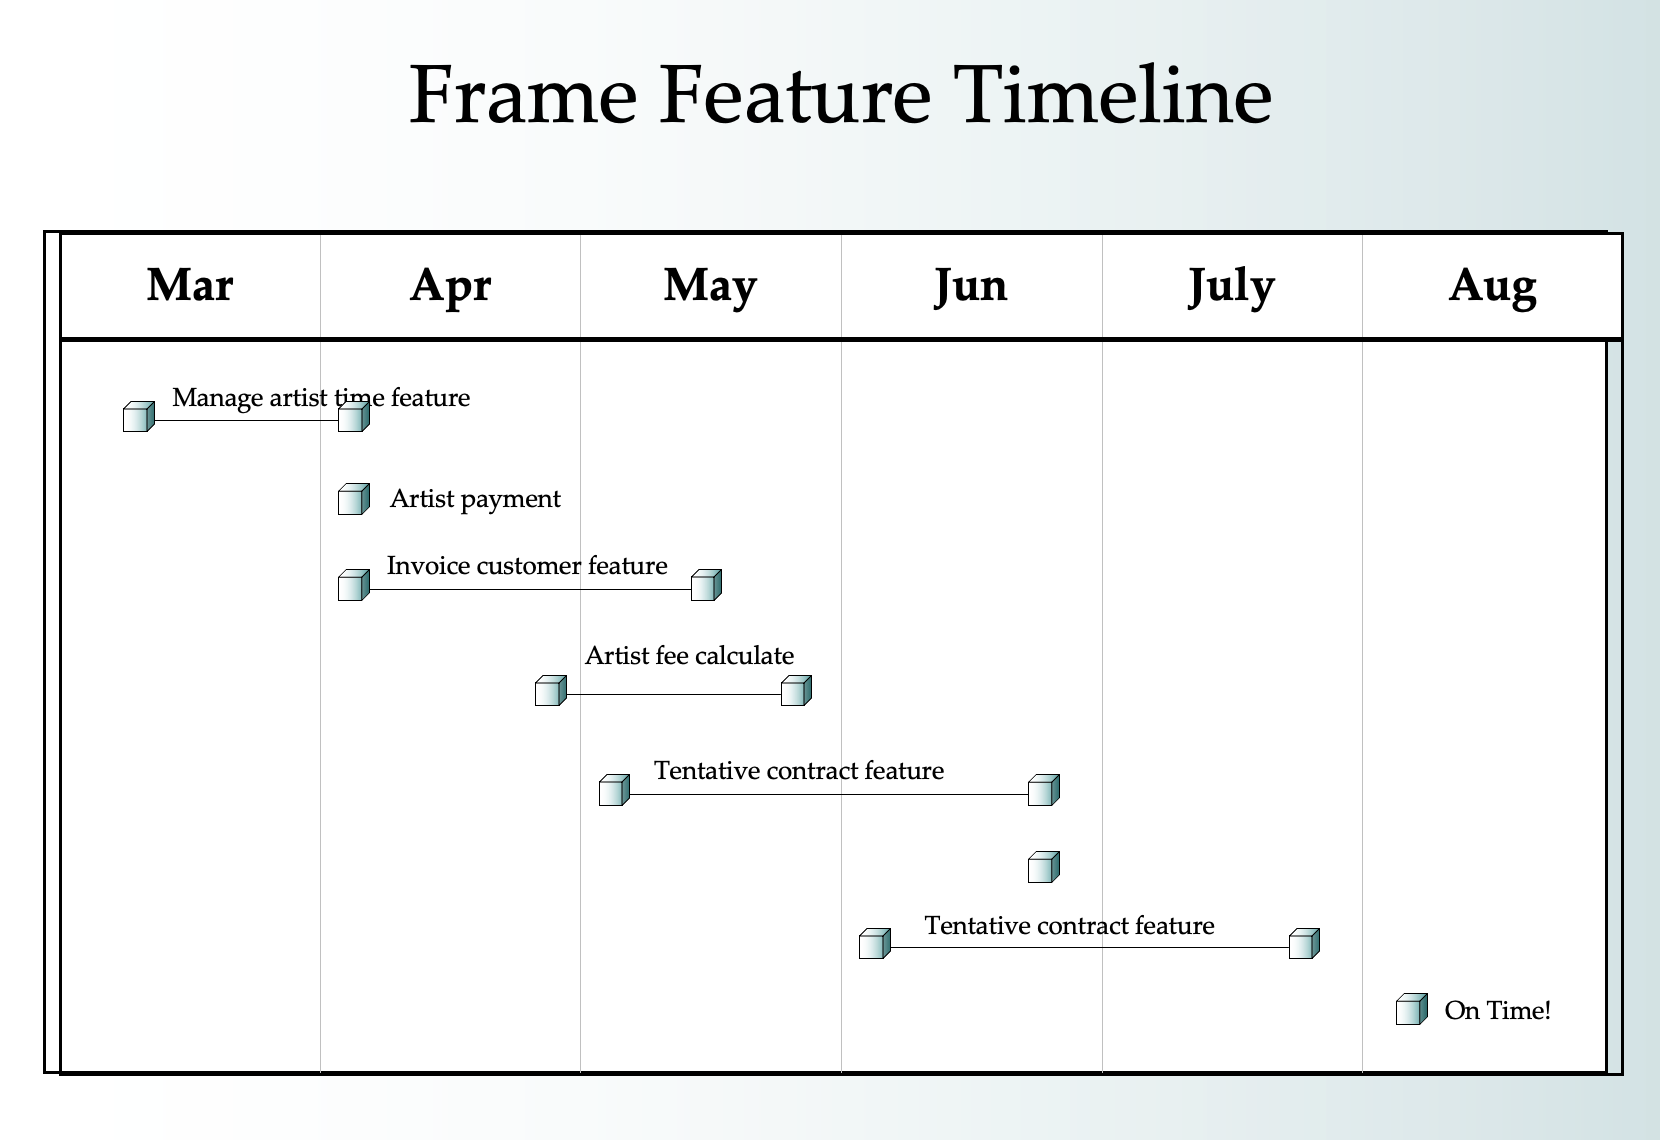 Frame Feature Timeline
Mar Apr May Jun July Aug
Manage artist time feature
Artist payment
Invoice customer feature
Artist fee calculate
Tentative contract feature
Tentative contract feature
On Time!